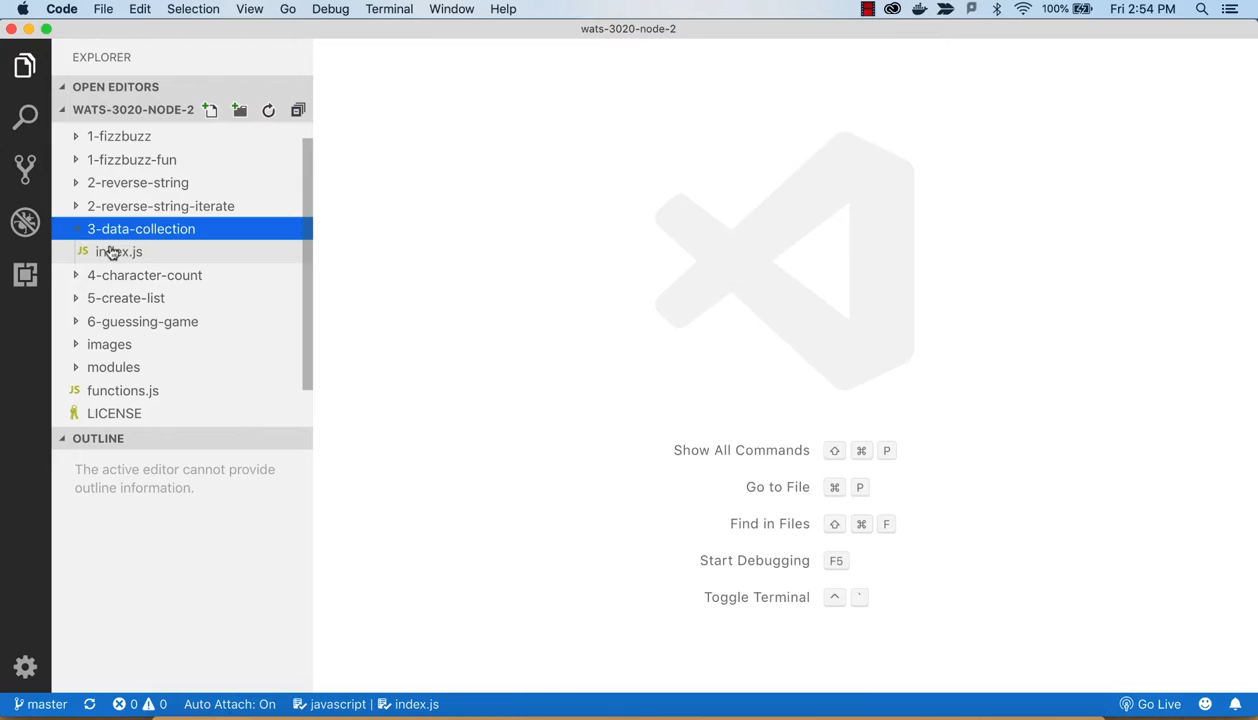 Code File Edit Selection View Go Debug Terminal Window Help 100% Fri 2:54 PM
wats-3020-node-2
EXPLORER
OPEN EDITORS
WATS-3020-NODE-2
1-fizzbuzz
1-fizzbuzz-fun
2-reverse-string
2-reverse-string-iterate
3-data-collection
JS index.js
4-character-count
5-create-list
6-guessing-game
images
modules
JS functions.js
LICENSE
OUTLINE
The active editor cannot provide
outline information.
Show All Commands ⇧ ⌘ P
Go to File ⌘ P
Find in Files ⇧ ⌘ F
Start Debugging F5
Toggle Terminal ^ `
master 0 0 Auto Attach: On javascript | index.js Go Live